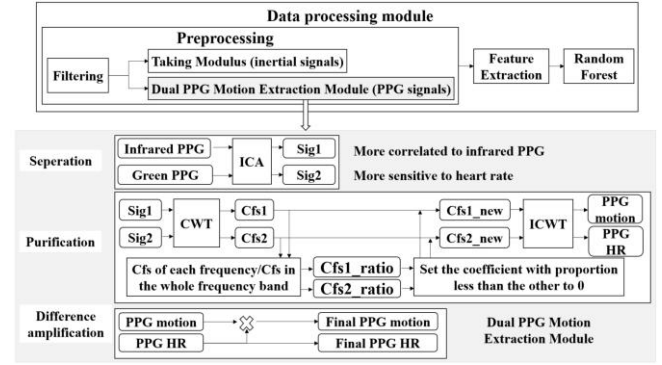 Data processing module
Preprocessing
Filtering
Taking Modulus (inertial signals)
Dual PPG Motion Extraction Module (PPG signals)
Feature
Extraction
Random
Forest
Seperation
Infrared PPG
Green PPG
ICA
Sig1
Sig2
More correlated to infrared PPG
More sensitive to heart rate
Purification
Sig1
Sig2
CWT
Cfs1
Cfs2
Cfs1_new
Cfs2_new
ICWT
PPG
motion
PPG
HR
Cfs of each frequency/Cfs in
the whole frequency band
Cfs1_ratio
Cfs2_ratio
Set the coefficient with proportion
less than the other to 0
Difference
amplification
PPG motion
PPG HR
Final PPG motion
Final PPG HR
Dual PPG Motion
Extraction Module